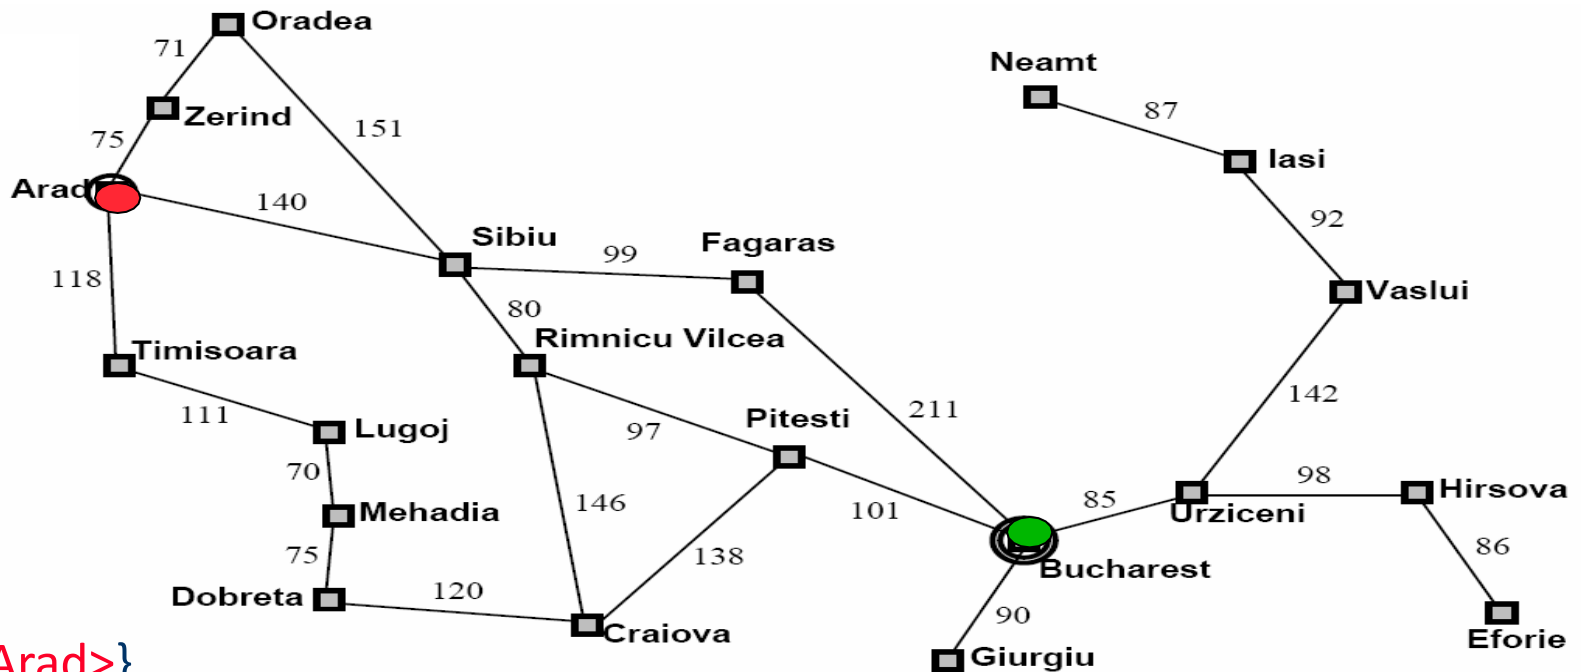 Oradea
71
Neamt
87
Zerind
151
75
Iasi
Arad
140
92
Sibiu
Fagaras
99
118
Vaslui
80
Rimnicu Vilcea
Timisoara
142
111
Pitesti
211
Lugoj
97
70
98
Hirsova
85
Mehadia
146
101
Urziceni
86
75
138
Bucharest
Dobreta
120
90
Craiova
Eforie
Giurgiu
Arad>}